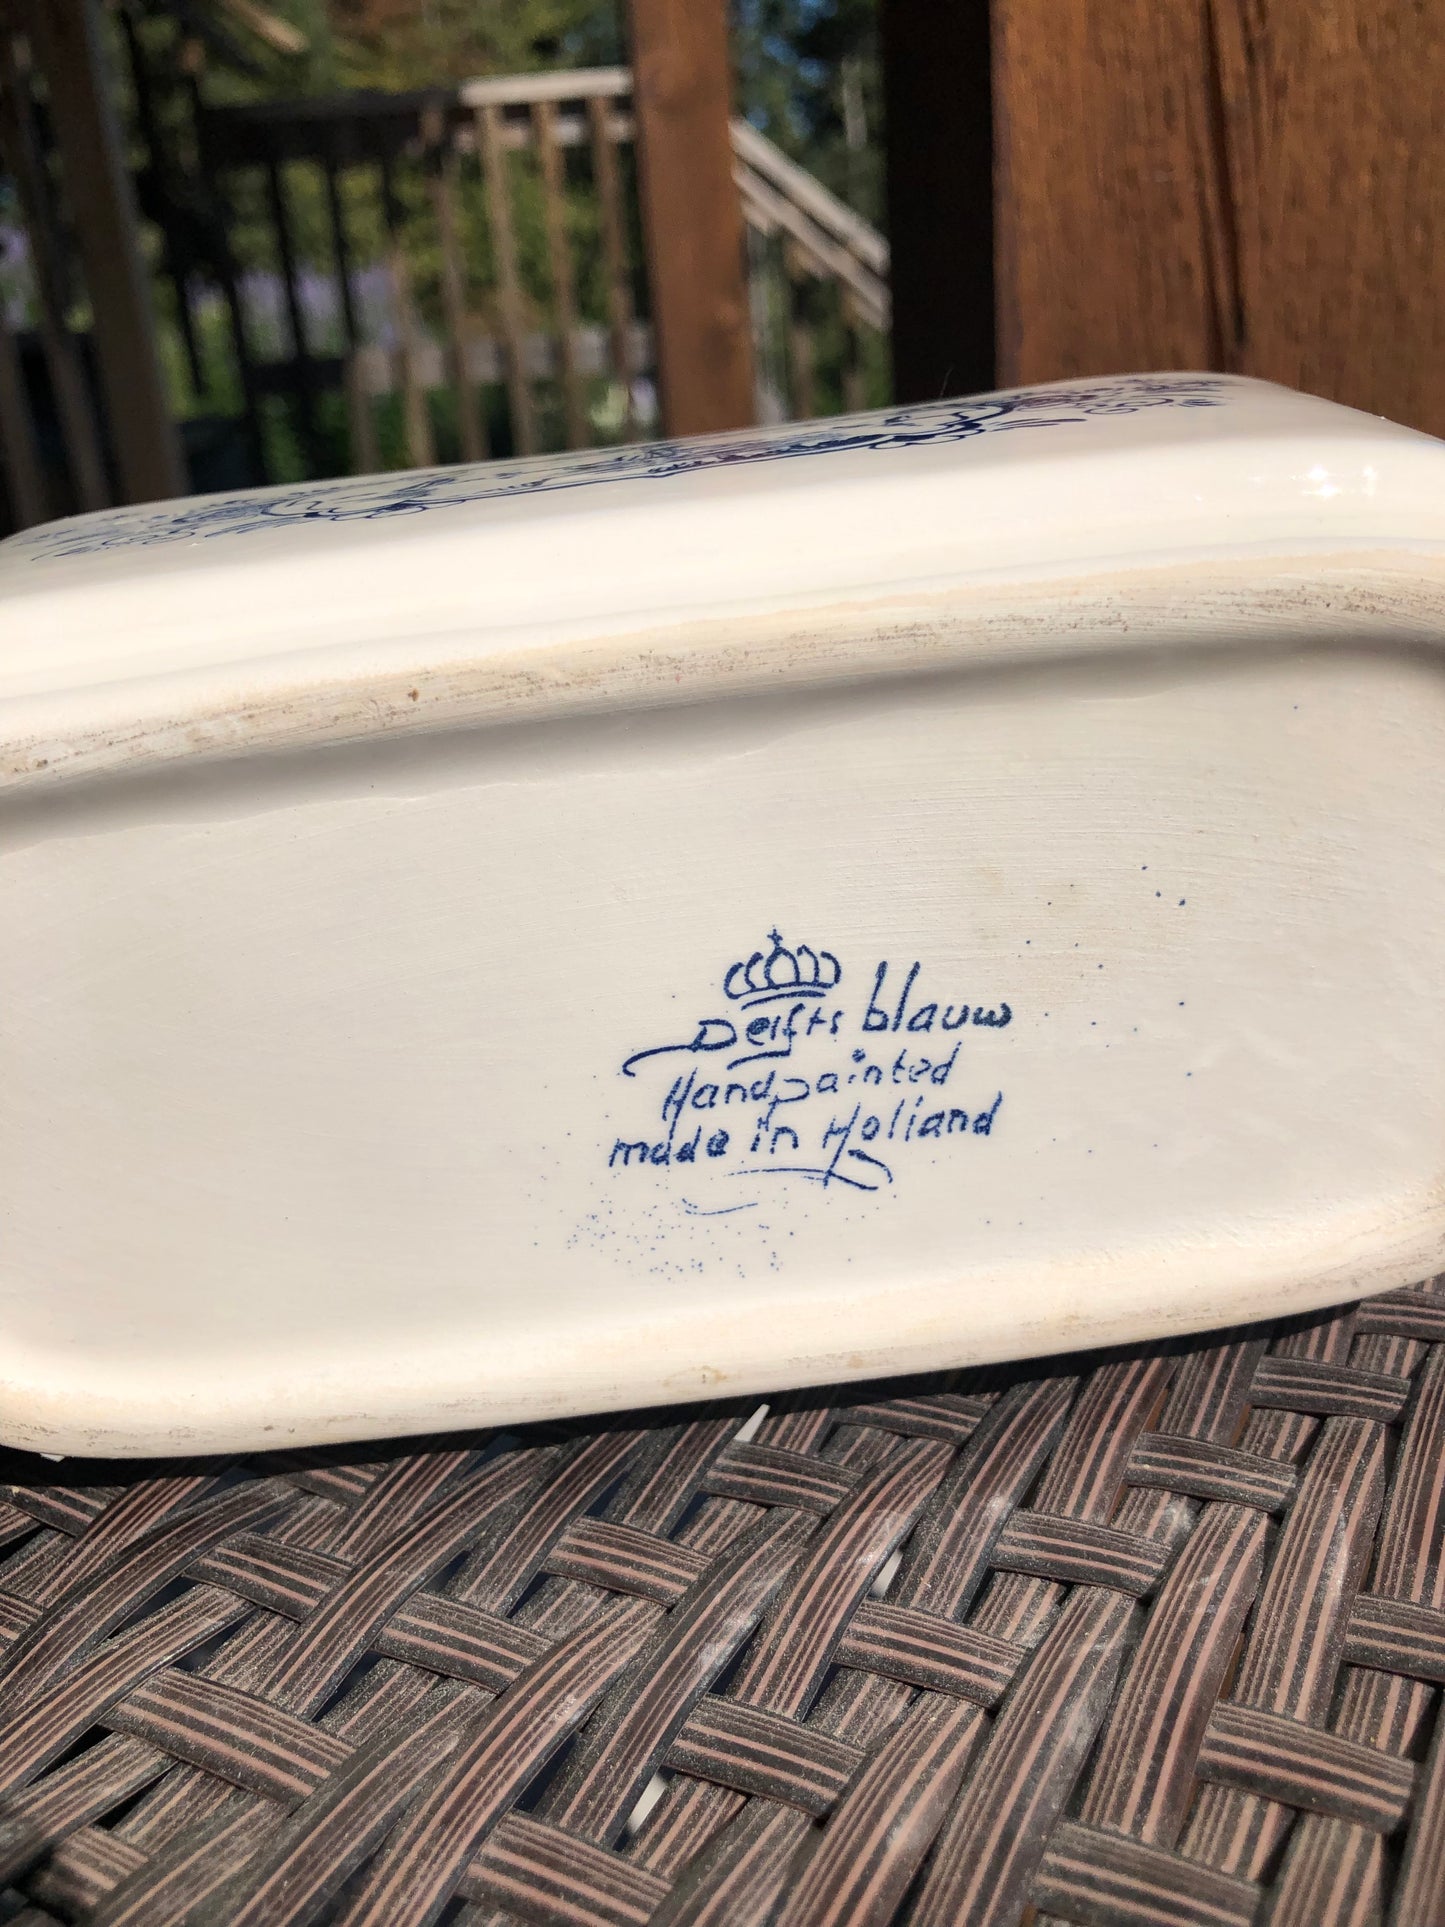 Delfts blauw
Handpainted
made in Holland